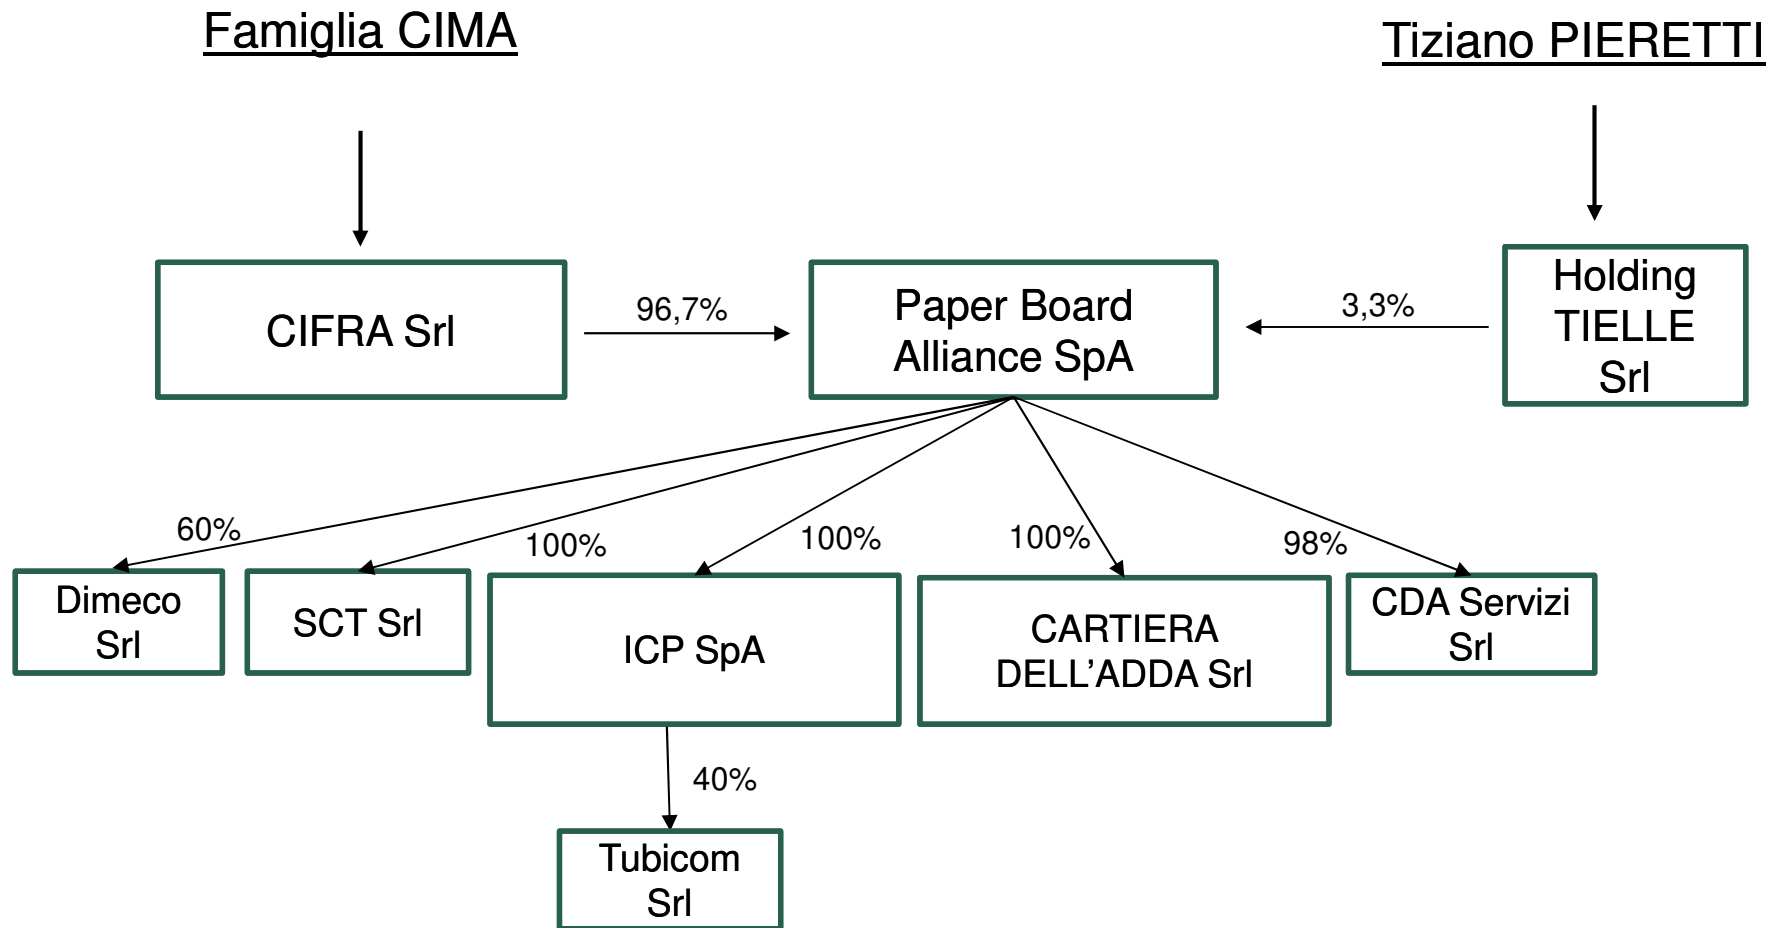 Famiglia CIMA
Tiziano PIERETTI
CIFRA Srl
96,7%
Paper Board
Alliance SpA
3,3%
Holding
TIELLE
Srl
60%
100%
100%
100%
98%
Dimeco
Srl
SCT Srl
ICP SpA
CARTIERA
DELL’ADDA Srl
CDA Servizi
Srl
40%
Tubicom
Srl